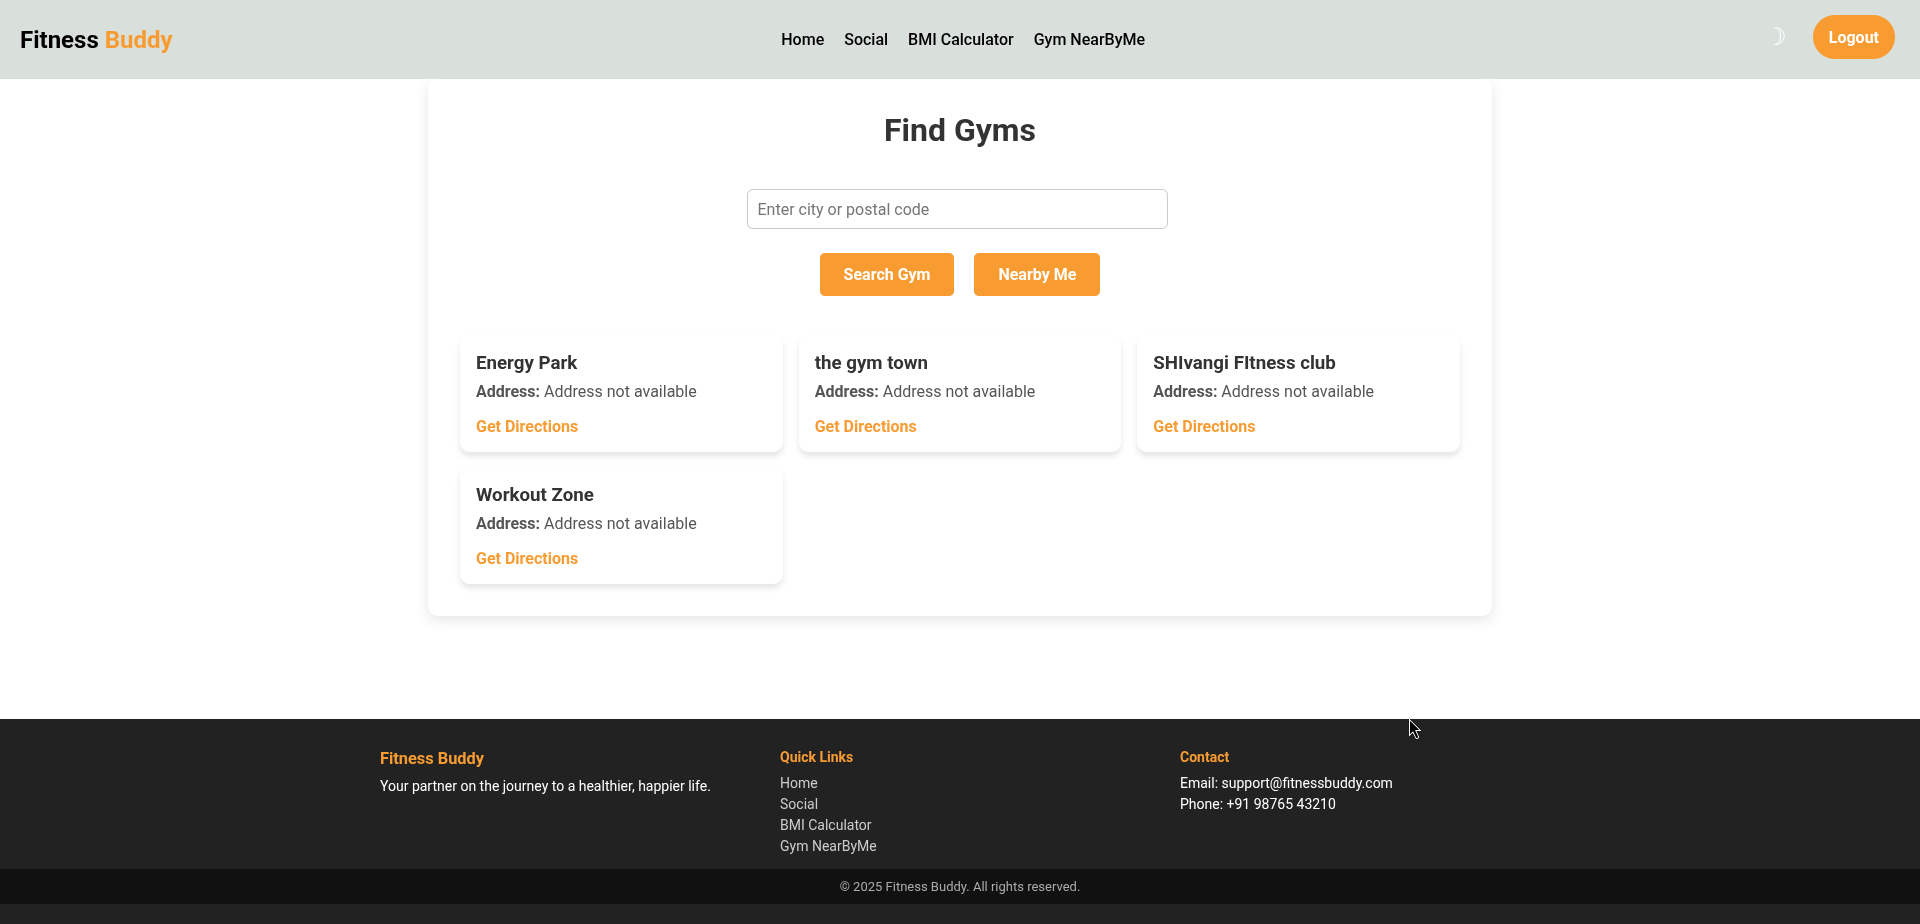 Fitness Buddy
Home Social BMI Calculator Gym NearByMe
Logout
Find Gyms
Enter city or postal code
Search Gym Nearby Me
Energy Park
Address: Address not available
Get Directions
the gym town
Address: Address not available
Get Directions
SHIvangi FItness club
Address: Address not available
Get Directions
Workout Zone
Address: Address not available
Get Directions
Fitness Buddy
Your partner on the journey to a healthier, happier life.
Quick Links
Home
Social
BMI Calculator
Gym NearByMe
Contact
Email: support@fitnessbuddy.com
Phone: +91 98765 43210
© 2025 Fitness Buddy. All rights reserved.